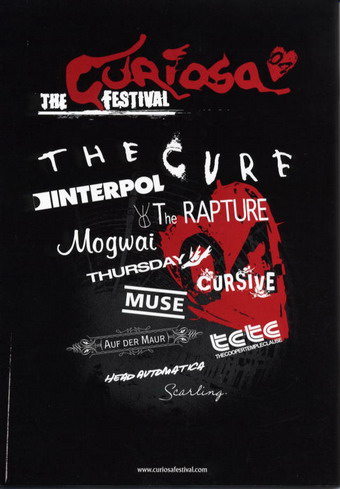 CURIOSA
THE FESTIVAL
THE CURE
INTERPOL
The RAPTURE
Mogwai
THURSDAY
CURSIVE
MUSE
AUF DER MAUR
tctc
THECOOPERTEMPLECLAUSE
HEAD AUTOMATICA
Scarling.
www.curiosafestival.com